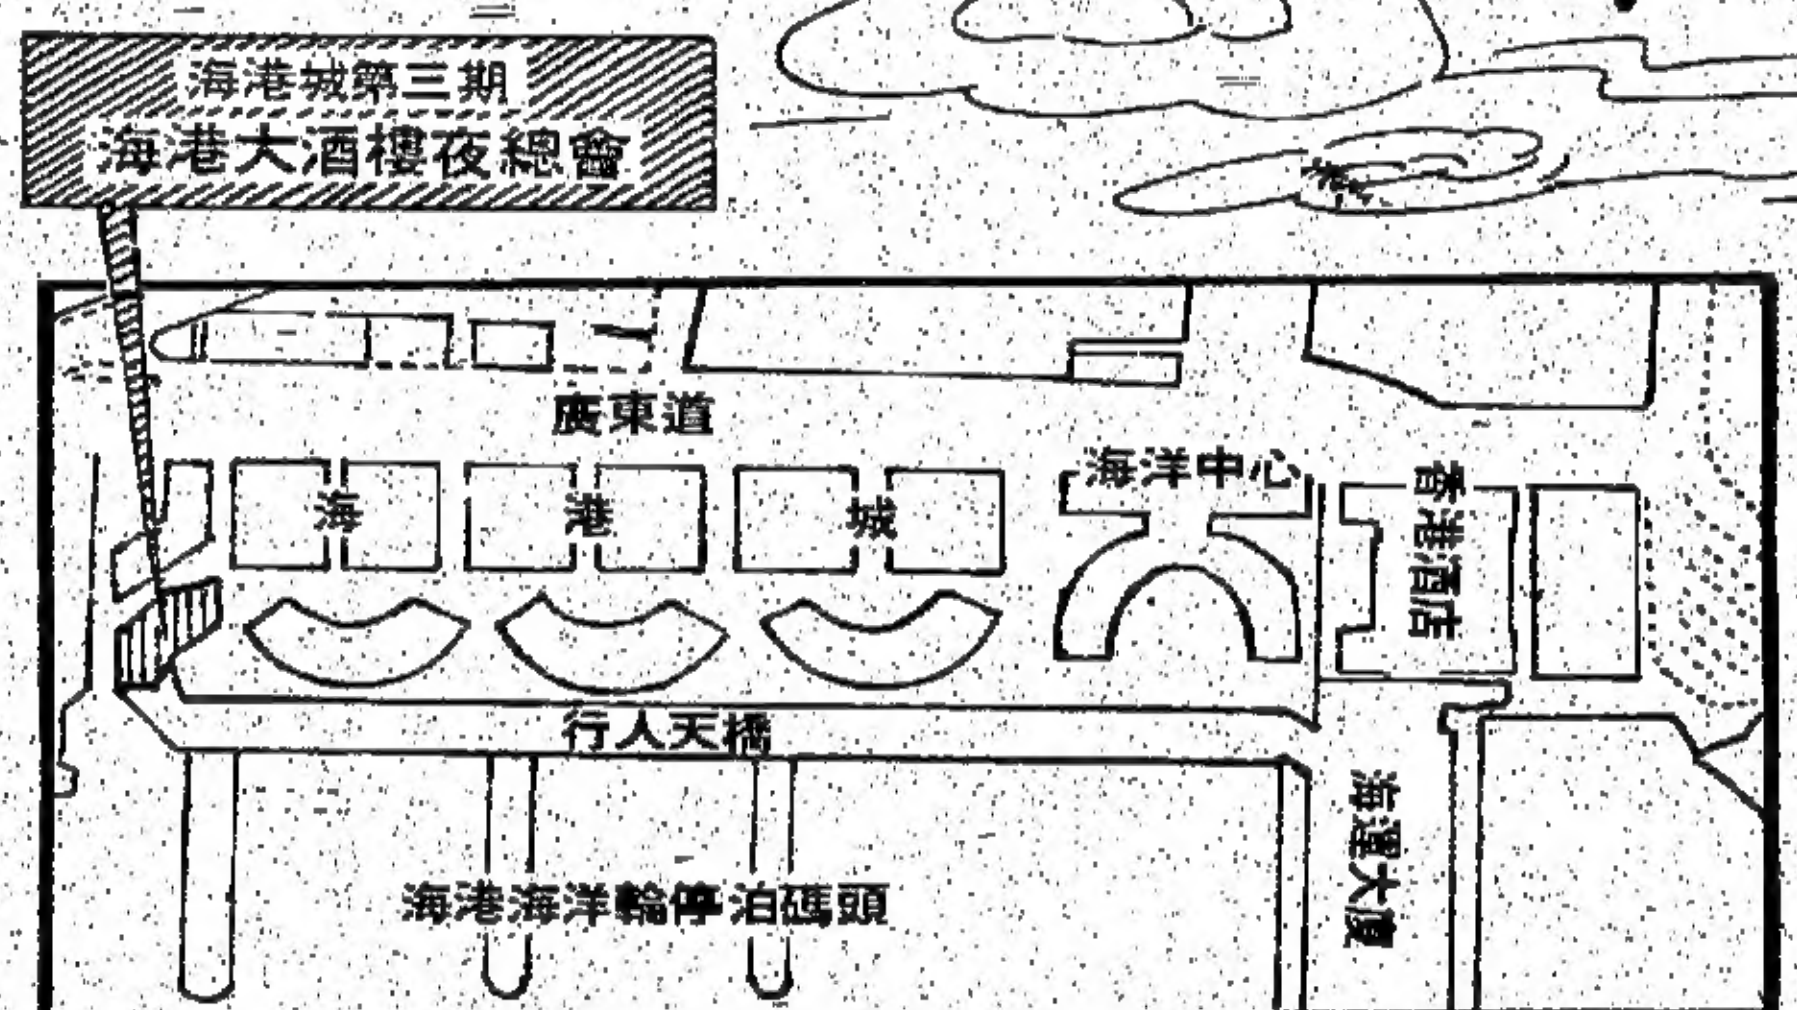 海港城第三期
海港大酒樓夜總會
廣東道
海港城
海洋中心
香港酒店
行人天橋
海運大廈
海港海洋輪停泊碼頭